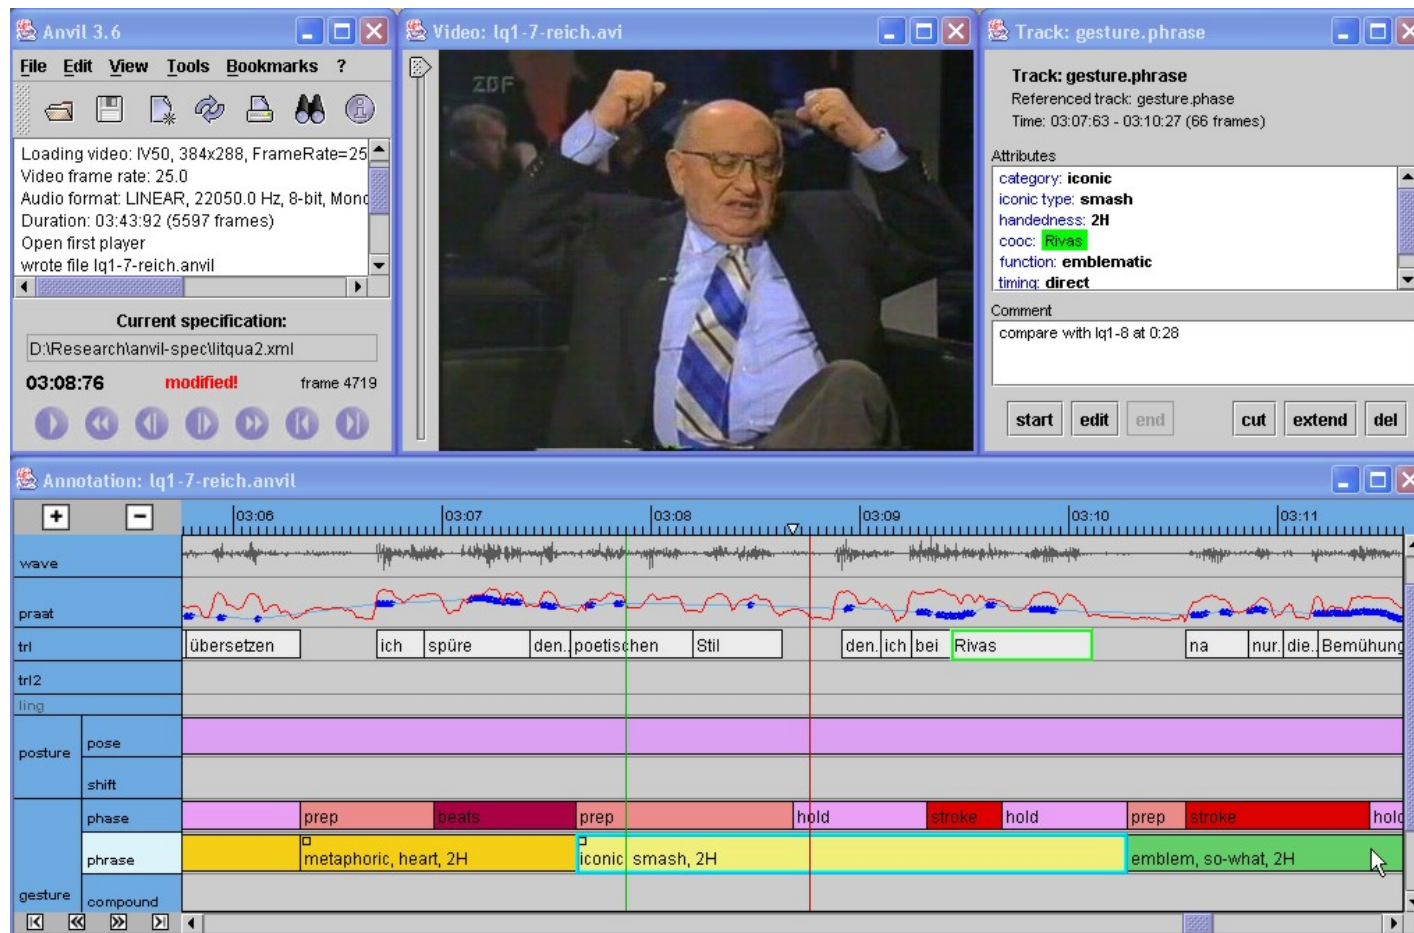 Anvil 3.6
File Edit View Tools Bookmarks ?
Loading video: IV50, 384x288, FrameRate=25
Video frame rate: 25.0
Audio format: LINEAR, 22050.0 Hz, 8-bit, Mono
Duration: 03:43:92 (5597 frames)
Open first player
wrote file lq1-7-reich.anvil
Current specification:
D:\Research\anvil-spec\litqua2.xml
03:08:76 modified! frame 4719
Video: lq1-7-reich.avi
ZDF
Track: gesture.phrase
Track: gesture.phrase
Referenced track: gesture.phase
Time: 03:07:63 - 03:10:27 (66 frames)
Attributes
category: iconic
iconic type: smash
handedness: 2H
cooc: Rivas
function: emblematic
timing: direct
Comment
compare with lq1-8 at 0:28
start edit end cut extend del
Annotation: lq1-7-reich.anvil
+ - 03:06 03:07 03:08 03:09 03:10 03:11
wave
praat
trl übersetzen ich spüre den.. poetischen Stil den. ich bei Rivas na nur. die.. Bemühung
trl2
ling
posture pose
shift
phase prep beats prep hold stroke hold prep stroke hold
phrase metaphoric, heart, 2H iconic, smash, 2H emblem, so-what, 2H
gesture compound